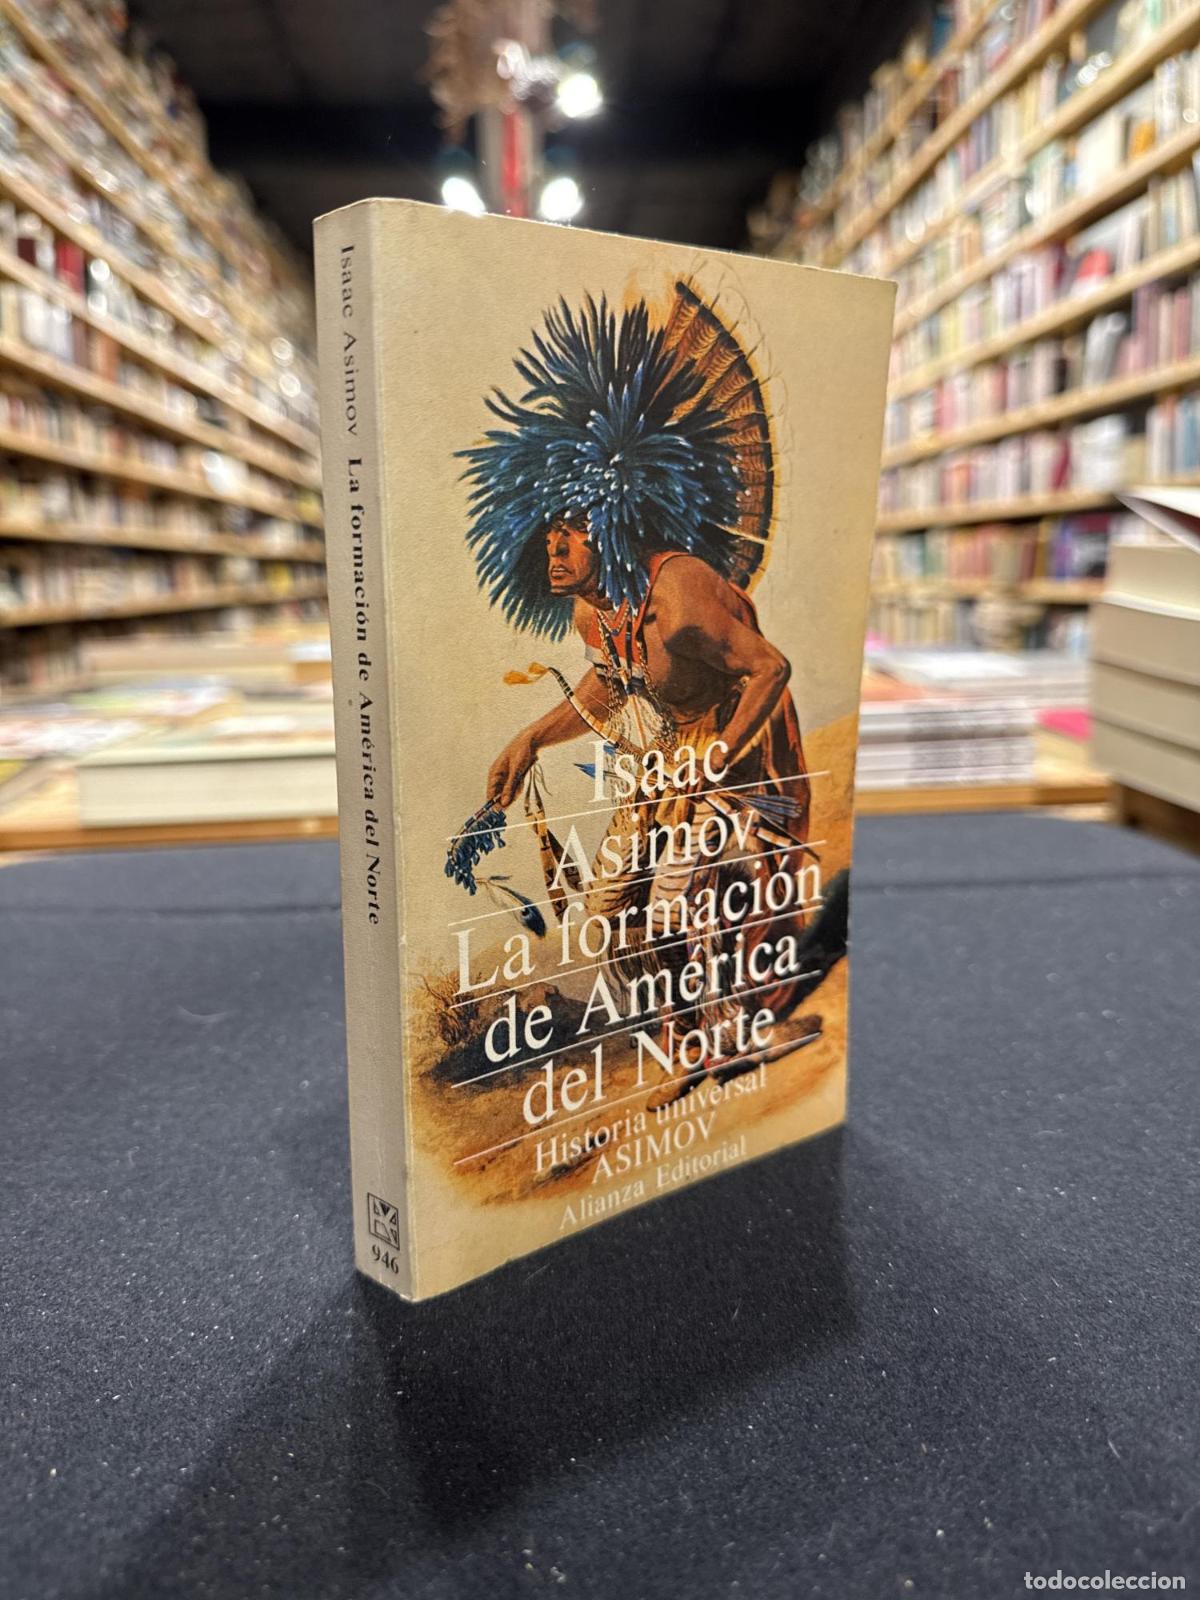 Isaac Asimov La formación de América del Norte
946
Isaac
Asimov
La formación
de América
del Norte
Historia universal
ASIMOV
Alianza Editorial
todocoleccion